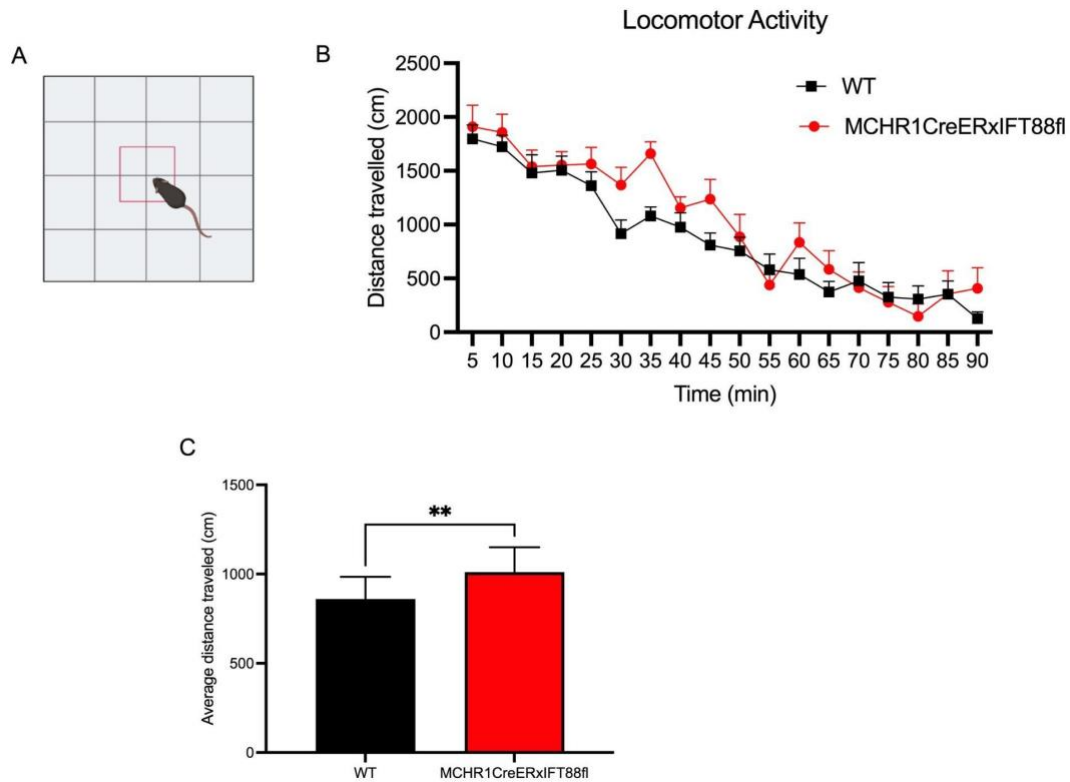 Locomotor Activity
A
B
Distance travelled (cm)
2500
2000
1500
1000
500
0
WT
MCHR1CreERxIFT88fl
5 10 15 20 25 30 35 40 45 50 55 60 65 70 75 80 85 90
Time (min)
C
Average distance traveled (cm)
1500
1000
500
0
**
WT MCHR1CreERxIFT88fl